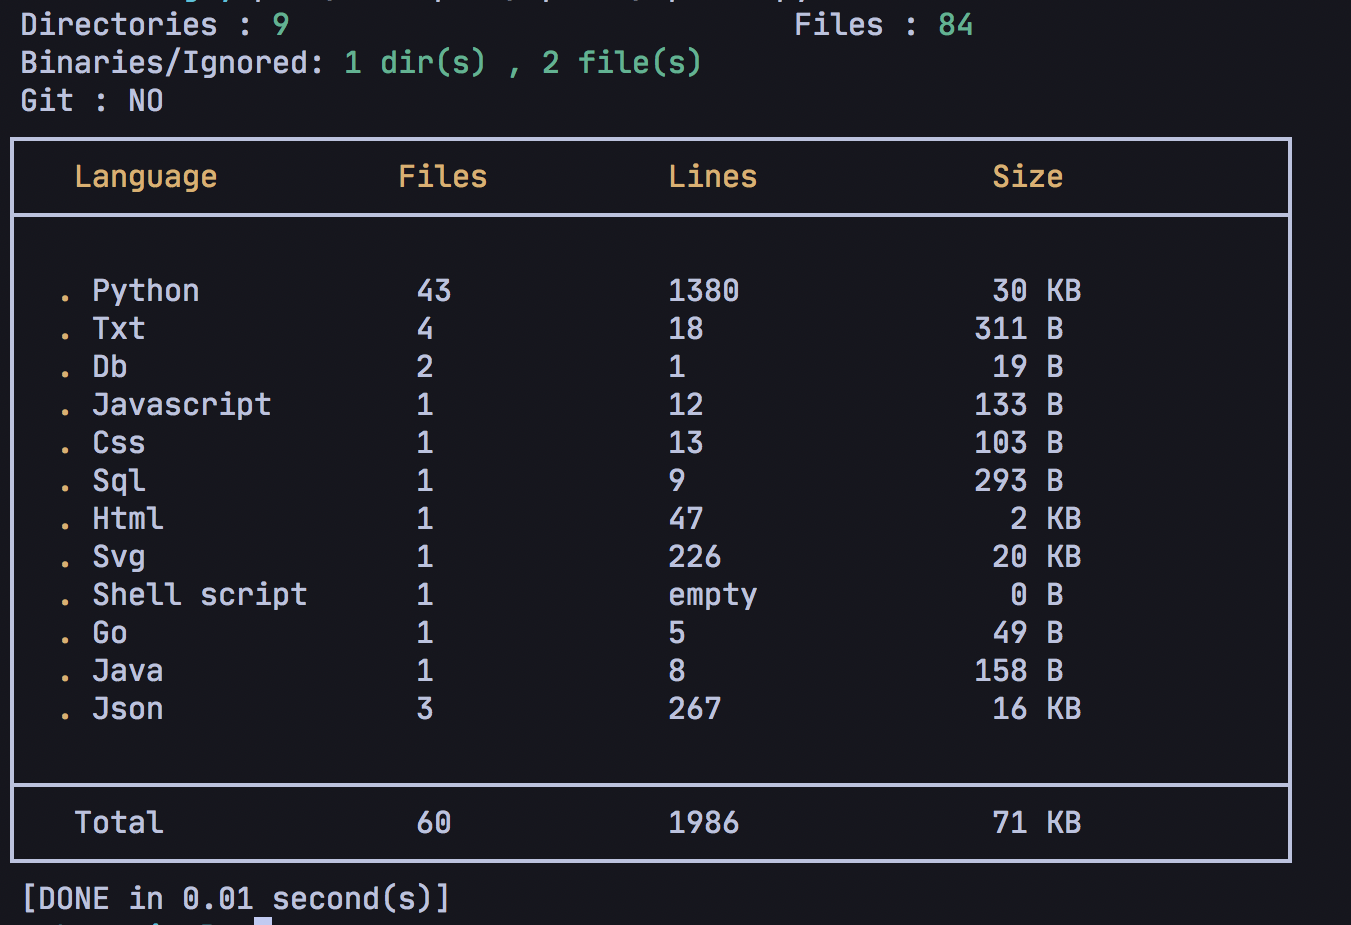 Directories : 9 Files : 84
Binaries/Ignored: 1 dir(s) , 2 file(s)
Git : NO
Language Files Lines Size
. Python 43 1380 30 KB
. Txt 4 18 311 B
. Db 2 1 19 B
. Javascript 1 12 133 B
. Css 1 13 103 B
. Sql 1 9 293 B
. Html 1 47 2 KB
. Svg 1 226 20 KB
. Shell script 1 empty 0 B
. Go 1 5 49 B
. Java 1 8 158 B
. Json 3 267 16 KB
Total 60 1986 71 KB
[DONE in 0.01 second(s)]